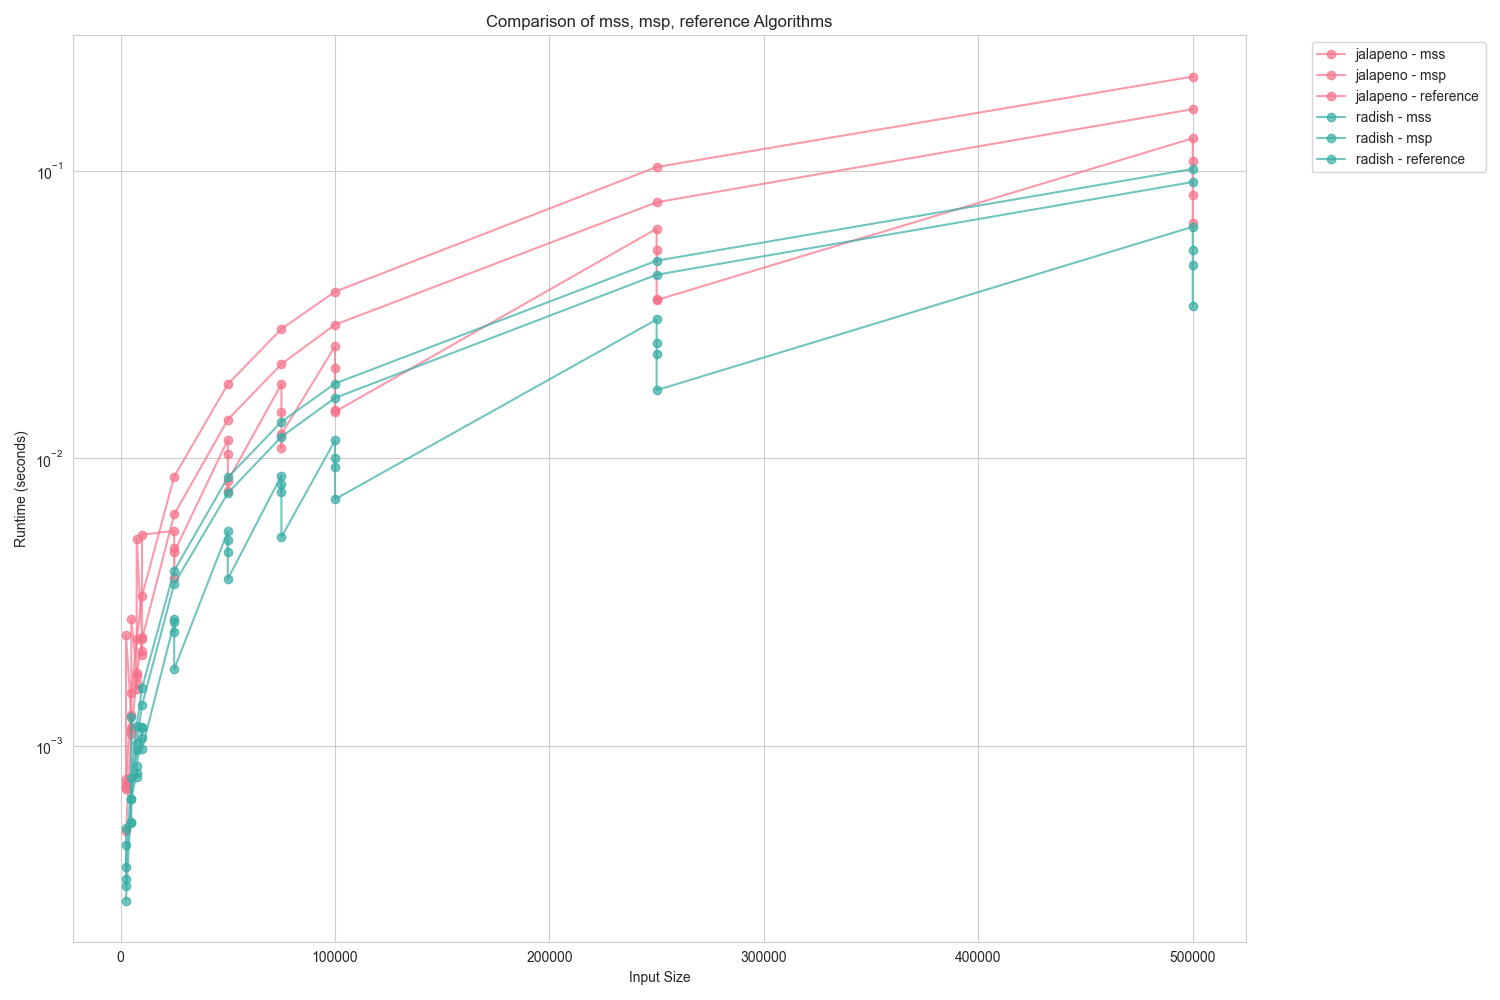 Comparison of mss, msp, reference Algorithms
jalapeno - mss
jalapeno - msp
jalapeno - reference
radish - mss
radish - msp
radish - reference
Runtime (seconds)
10⁻¹
10⁻²
10⁻³
0 100000 200000 300000 400000 500000
Input Size